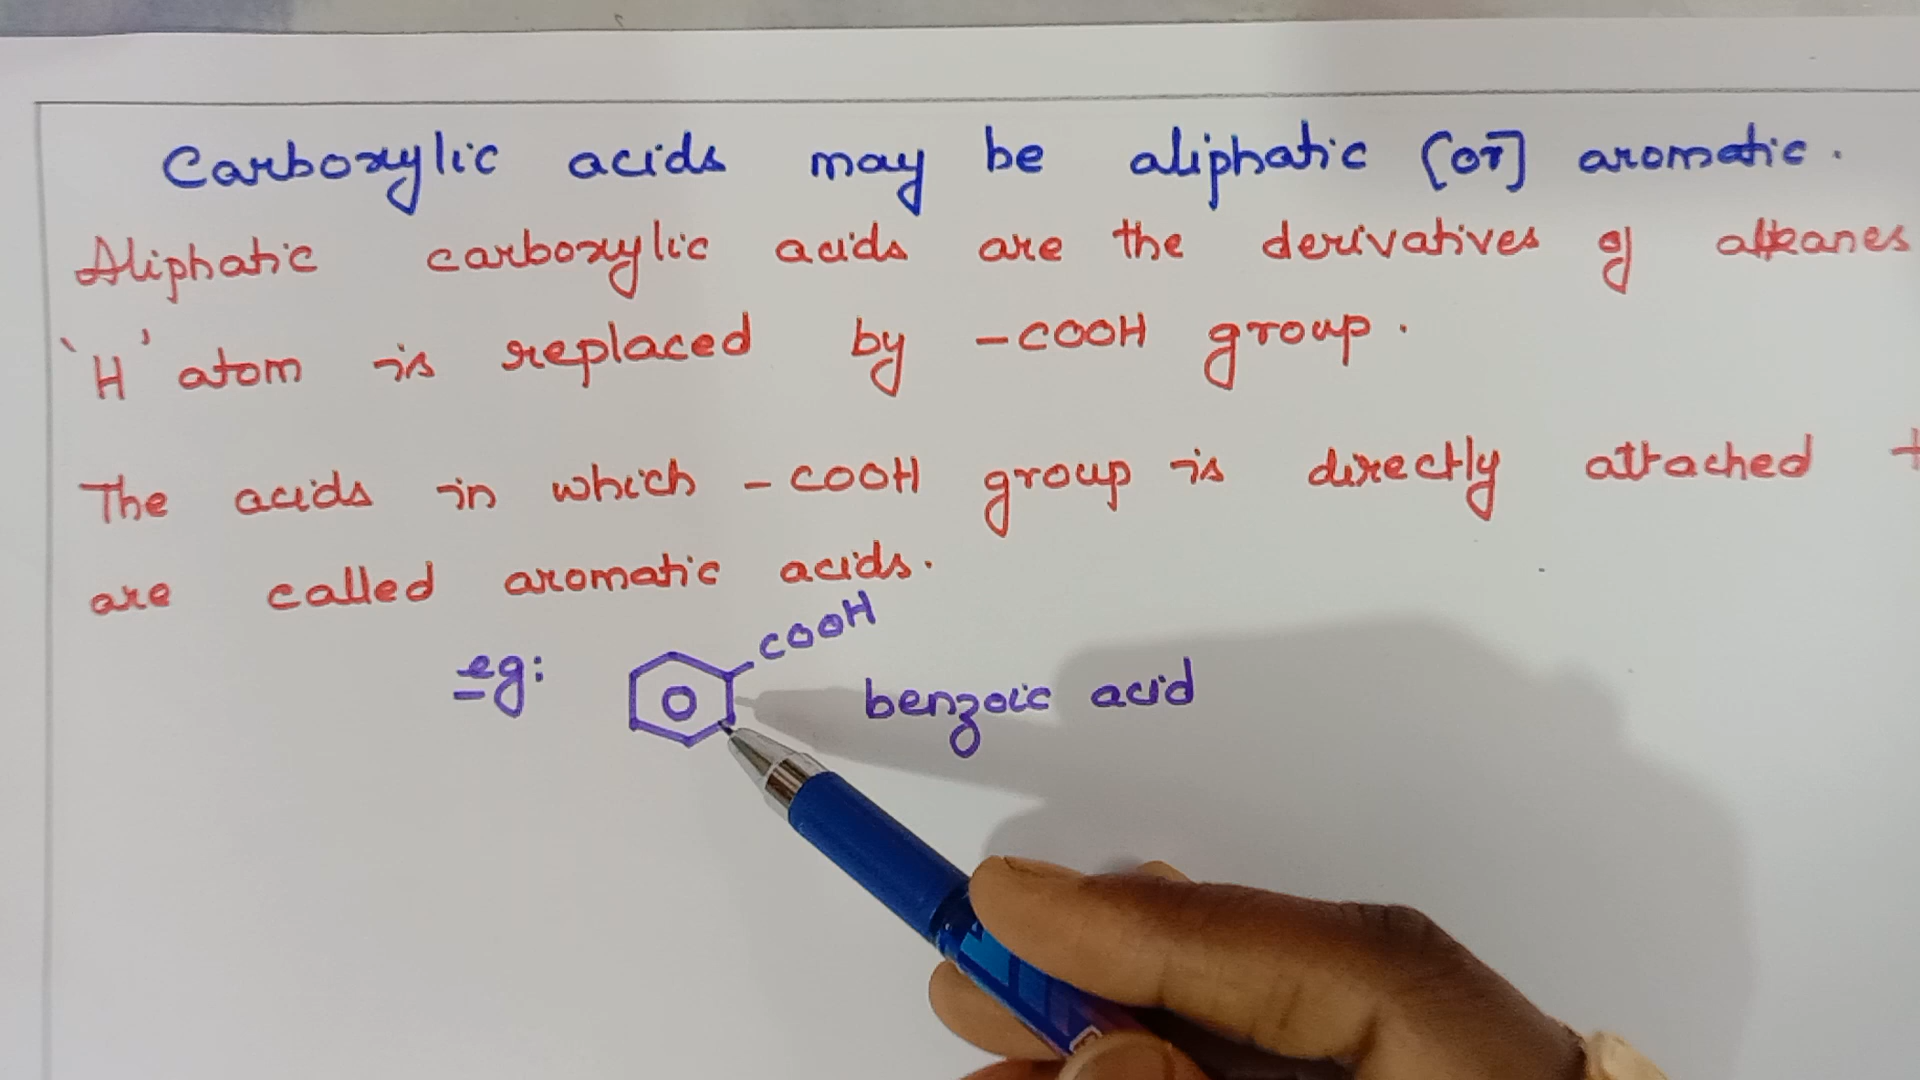 Carboxylic acids may be aliphatic [or] aromatic.
Aliphatic carboxylic acids are the derivatives of alkanes
'H' atom is replaced by -COOH group.
The acids in which -COOH group is directly attached
are called aromatic acids.
eg: COOH benzoic acid